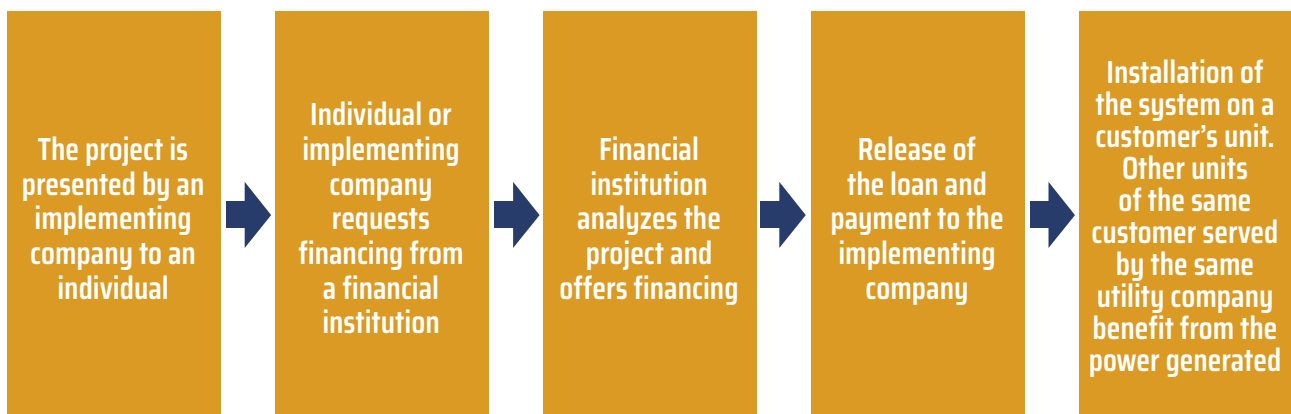 The project is
presented by an
implementing
company to an
individual
Individual or
implementing
company
requests
financing from
a financial
institution
Financial
institution
analyzes the
project and
offers financing
Release of
the loan and
payment to the
implementing
company
Installation of
the system on a
customer’s unit.
Other units
of the same
customer served
by the same
utility company
benefit from the
power generated